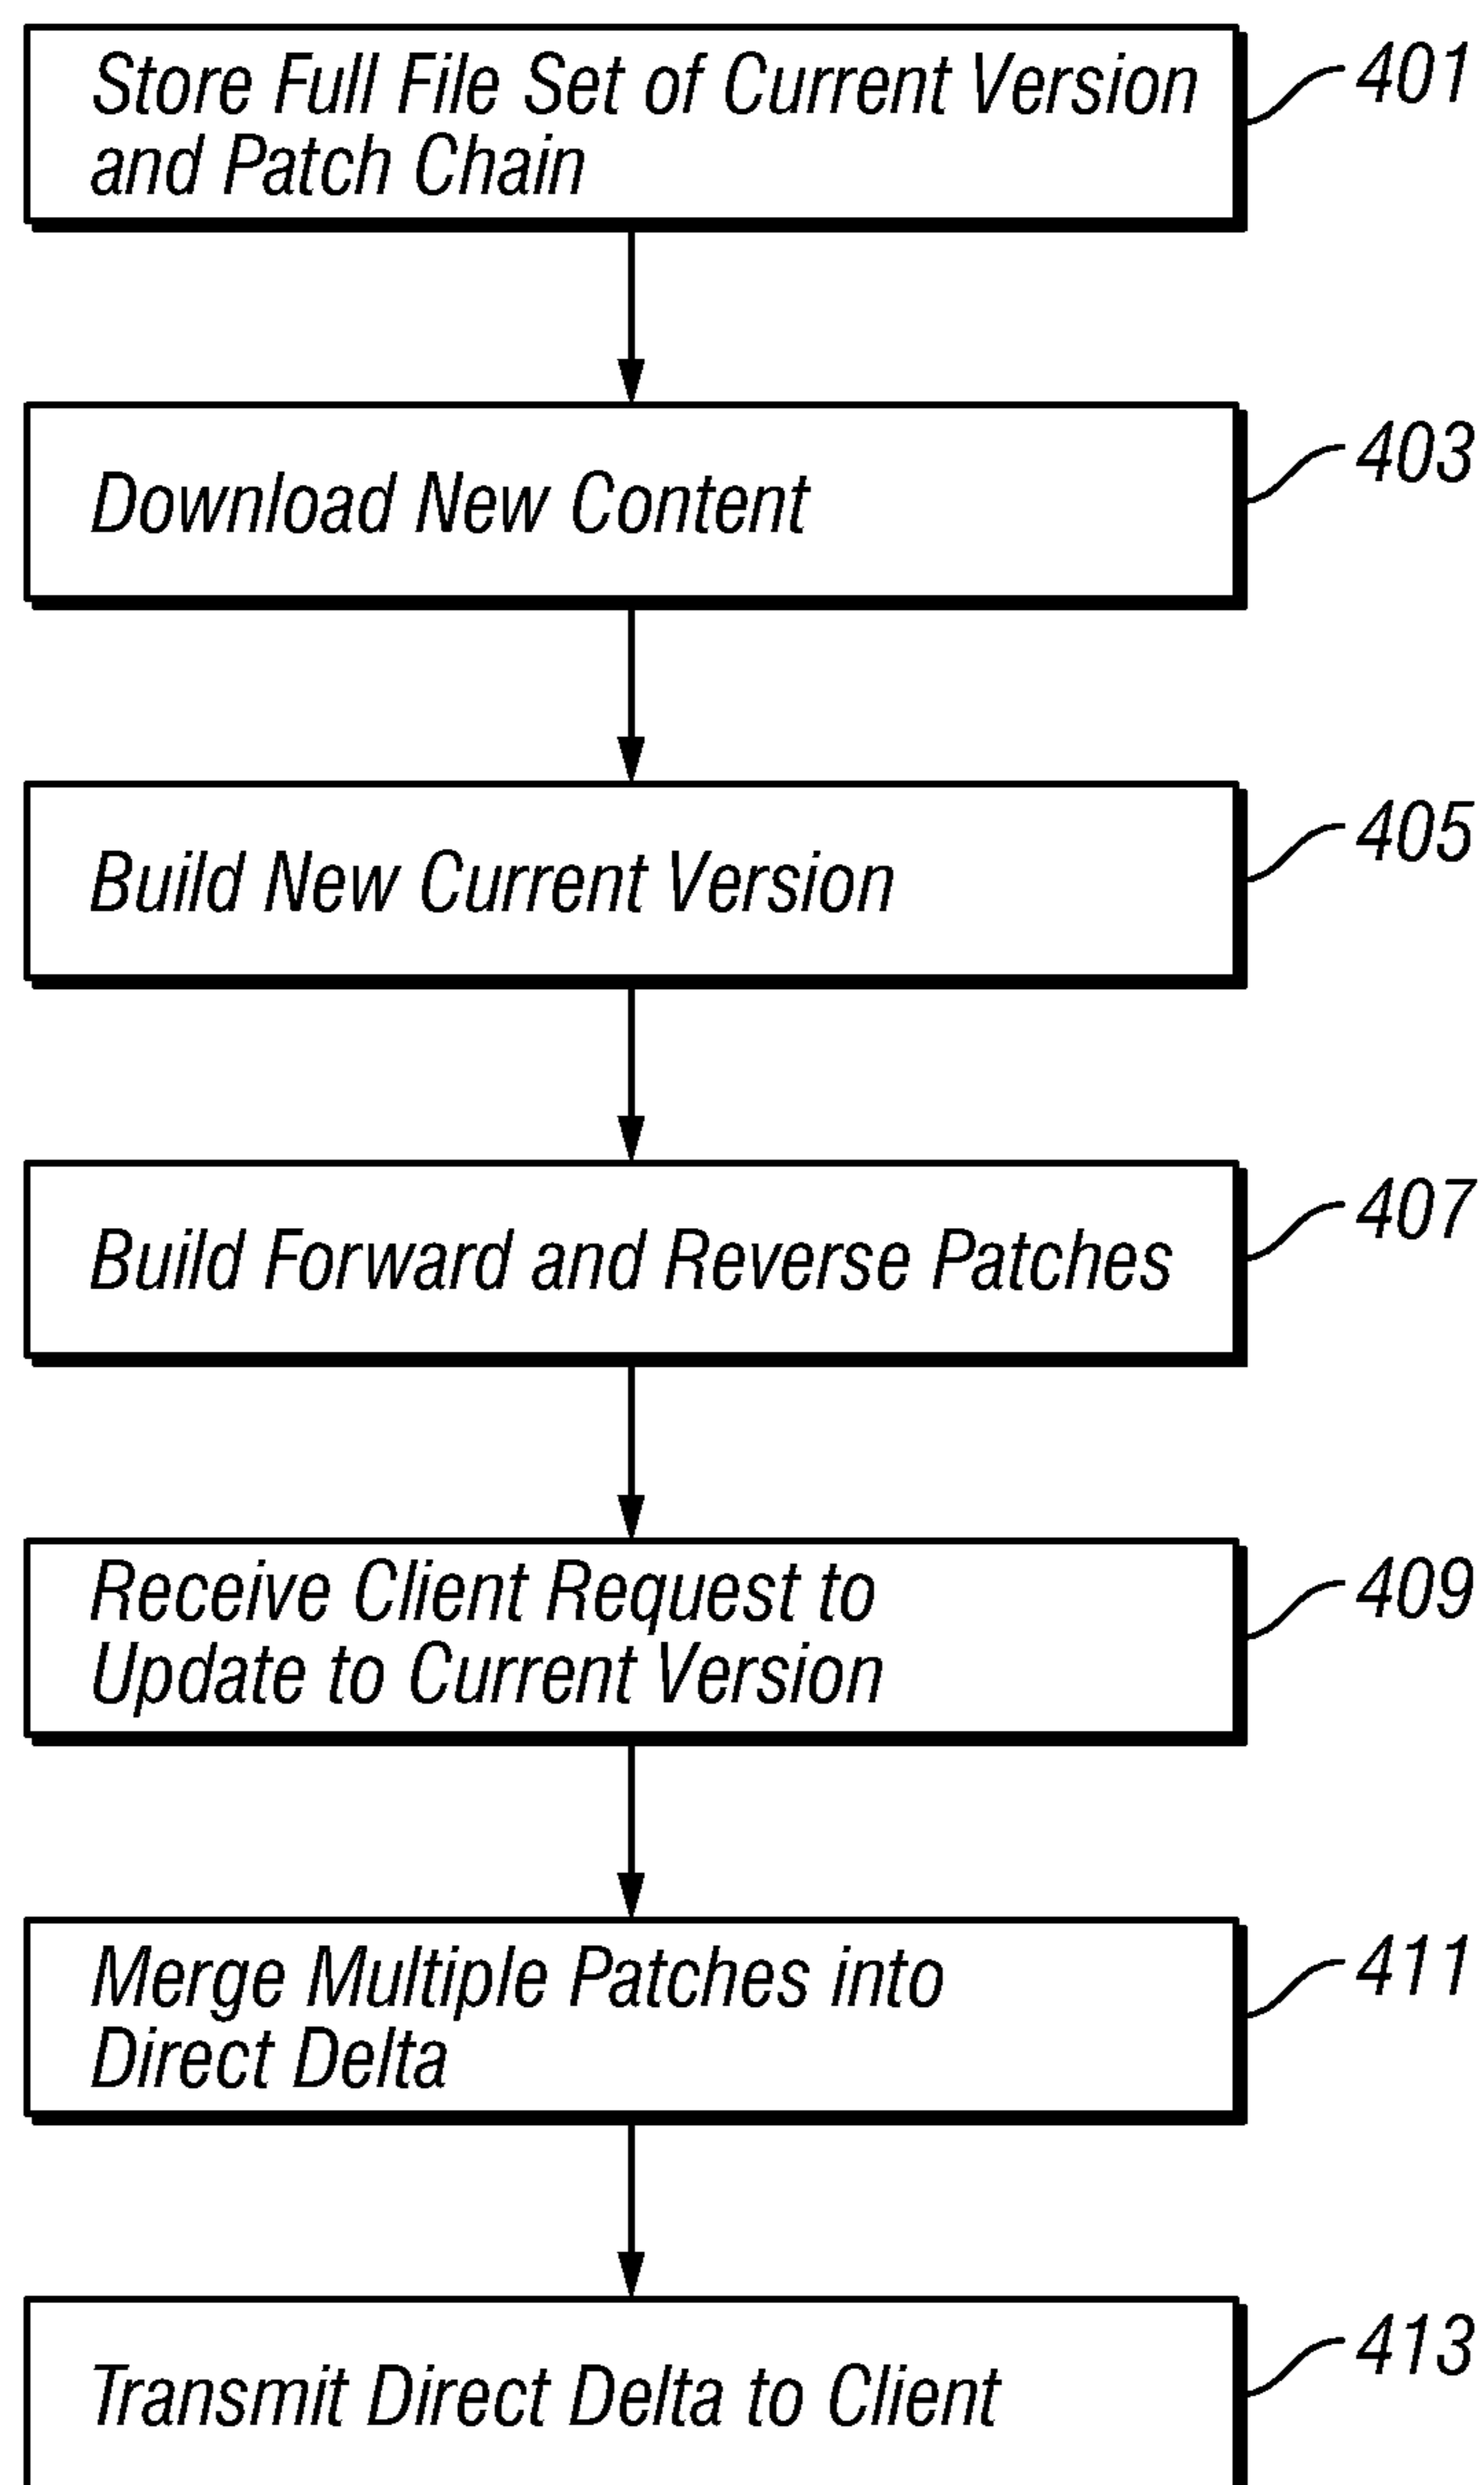 Store Full File Set of Current Version
and Patch Chain
401
Download New Content
403
Build New Current Version
405
Build Forward and Reverse Patches
407
Receive Client Request to
Update to Current Version
409
Merge Multiple Patches into
Direct Delta
411
Transmit Direct Delta to Client
413